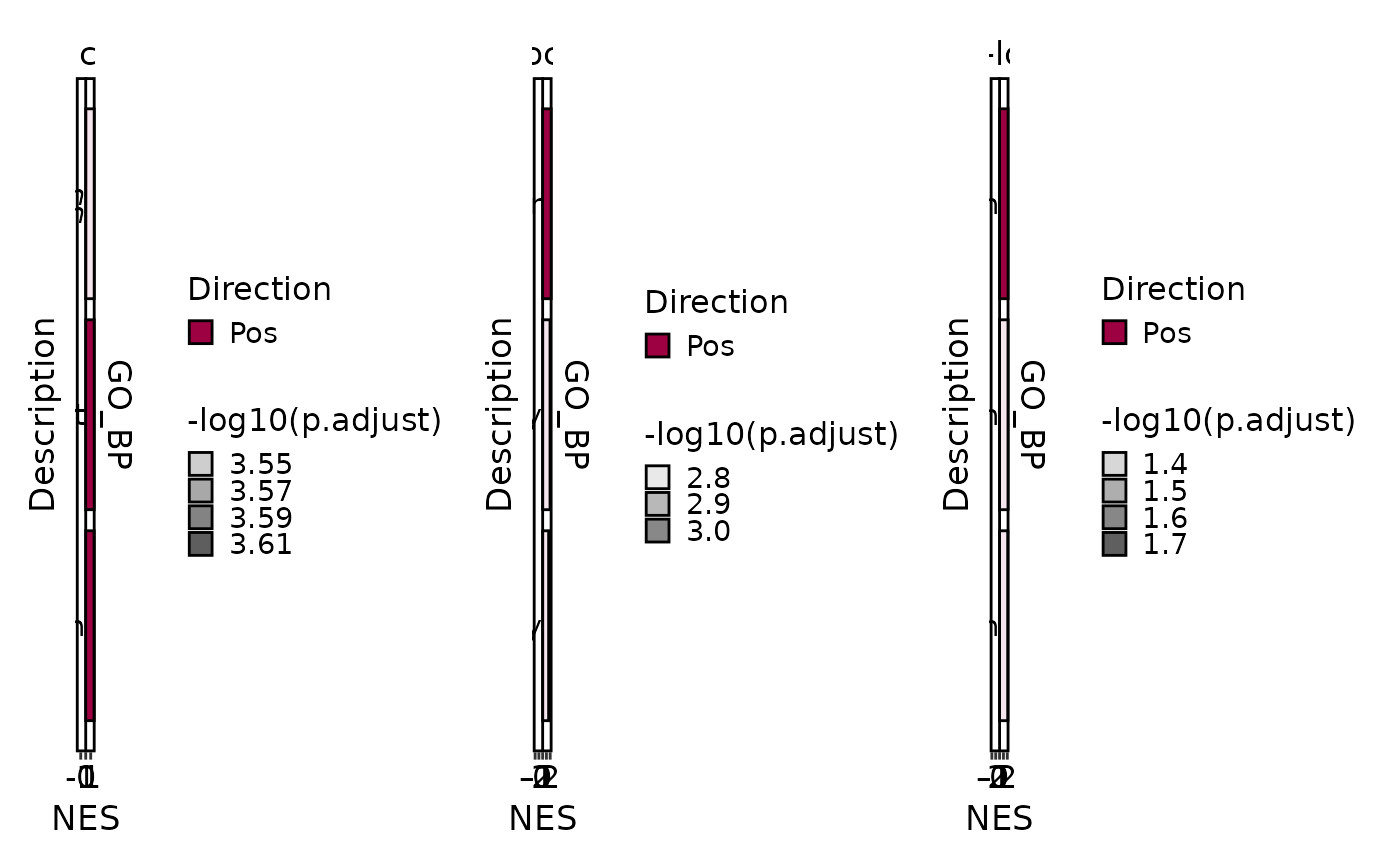 Description
GO_BP
NES
Direction
Pos
-log10(p.adjust)
3.55
3.57
3.59
3.61
Description
GO_BP
NES
Direction
Pos
-log10(p.adjust)
2.8
2.9
3.0
Description
GO_BP
NES
Direction
Pos
-log10(p.adjust)
1.4
1.5
1.6
1.7